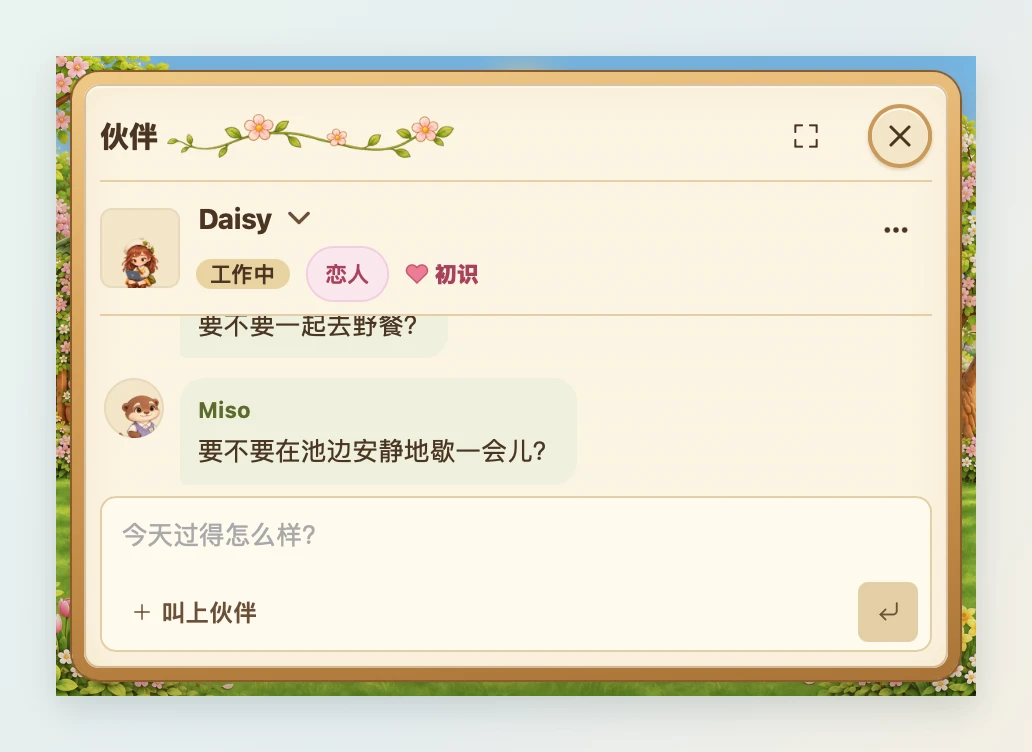 伙伴
Daisy
工作中 恋人 初识
要不要一起去野餐?
Miso
要不要在池边安静地歇一会儿?
今天过得怎么样?
+ 叫上伙伴